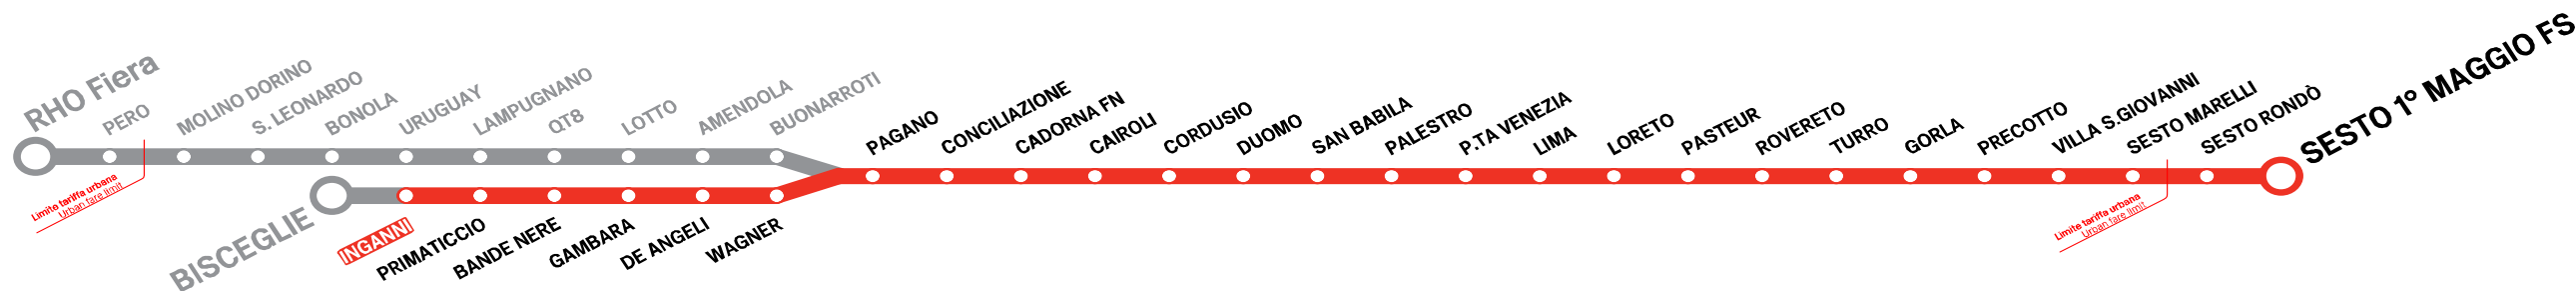 RHO Fiera
PERO
MOLINO DORINO
S. LEONARDO
BONOLA
URUGUAY
LAMPUGNANO
QT8
LOTTO
AMENDOLA
BUONARROTI
PAGANO
CONCILIAZIONE
CADORNA FN
CAIROLI
CORDUSIO
DUOMO
SAN BABILA
PALESTRO
P.TA VENEZIA
LIMA
LORETO
PASTEUR
ROVERETO
TURRO
GORLA
PRECOTTO
VILLA S.GIOVANNI
SESTO MARELLI
SESTO RONDÒ
SESTO 1° MAGGIO FS
Limite tariffa urbana
Urban fare limit
BISCEGLIE
INGANNI
PRIMATICCIO
BANDE NERE
GAMBARA
DE ANGELI
WAGNER
Limite tariffa urbana
Urban fare limit